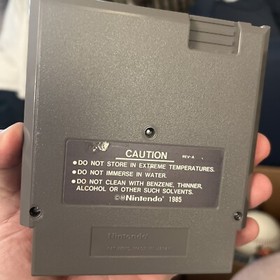 CAUTION
REV-A
• DO NOT STORE IN EXTREME TEMPERATURES.
• DO NOT IMMERSE IN WATER.
• DO NOT CLEAN WITH BENZENE, THINNER,
ALCOHOL OR OTHER SUCH SOLVENTS.
©®Nintendo® 1985
Nintendo